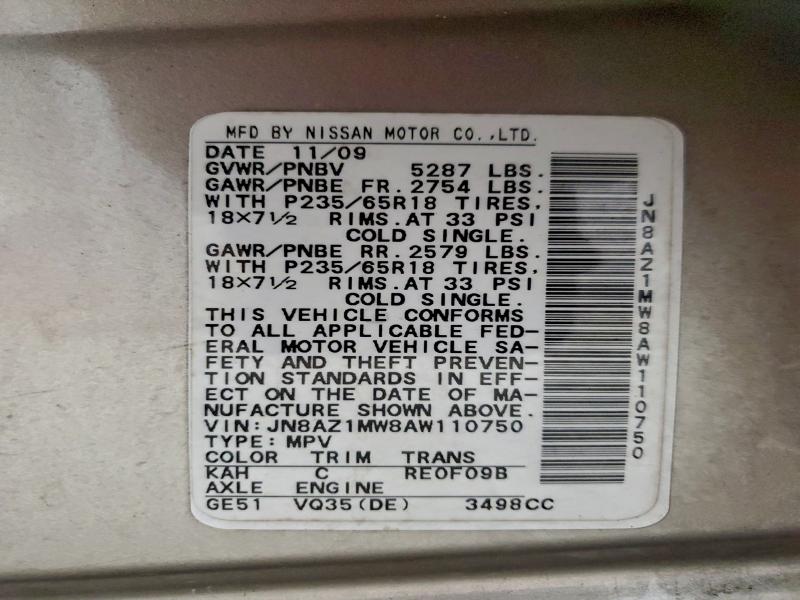 MFD BY NISSAN MOTOR CO.,LTD.
DATE 11/09
GVWR/PNBV 5287 LBS.
GAWR/PNBE FR.2754 LBS.
WITH P235/65R18 TIRES,
18×7½ RIMS.AT 33 PSI
COLD SINGLE.
GAWR/PNBE RR.2579 LBS.
WITH P235/65R18 TIRES,
18×7½ RIMS.AT 33 PSI
COLD SINGLE.
THIS VEHICLE CONFORMS
TO ALL APPLICABLE FED-
ERAL MOTOR VEHICLE SA-
FETY AND THEFT PREVEN-
TION STANDARDS IN EFF-
ECT ON THE DATE OF MA-
NUFACTURE SHOWN ABOVE.
VIN:JN8AZ1MW8AW110750
TYPE:MPV
COLOR TRIM TRANS
KAH C RE0F09B
AXLE ENGINE
GE51 VQ35(DE) 3498CC
JN8AZ1MW8AW110750